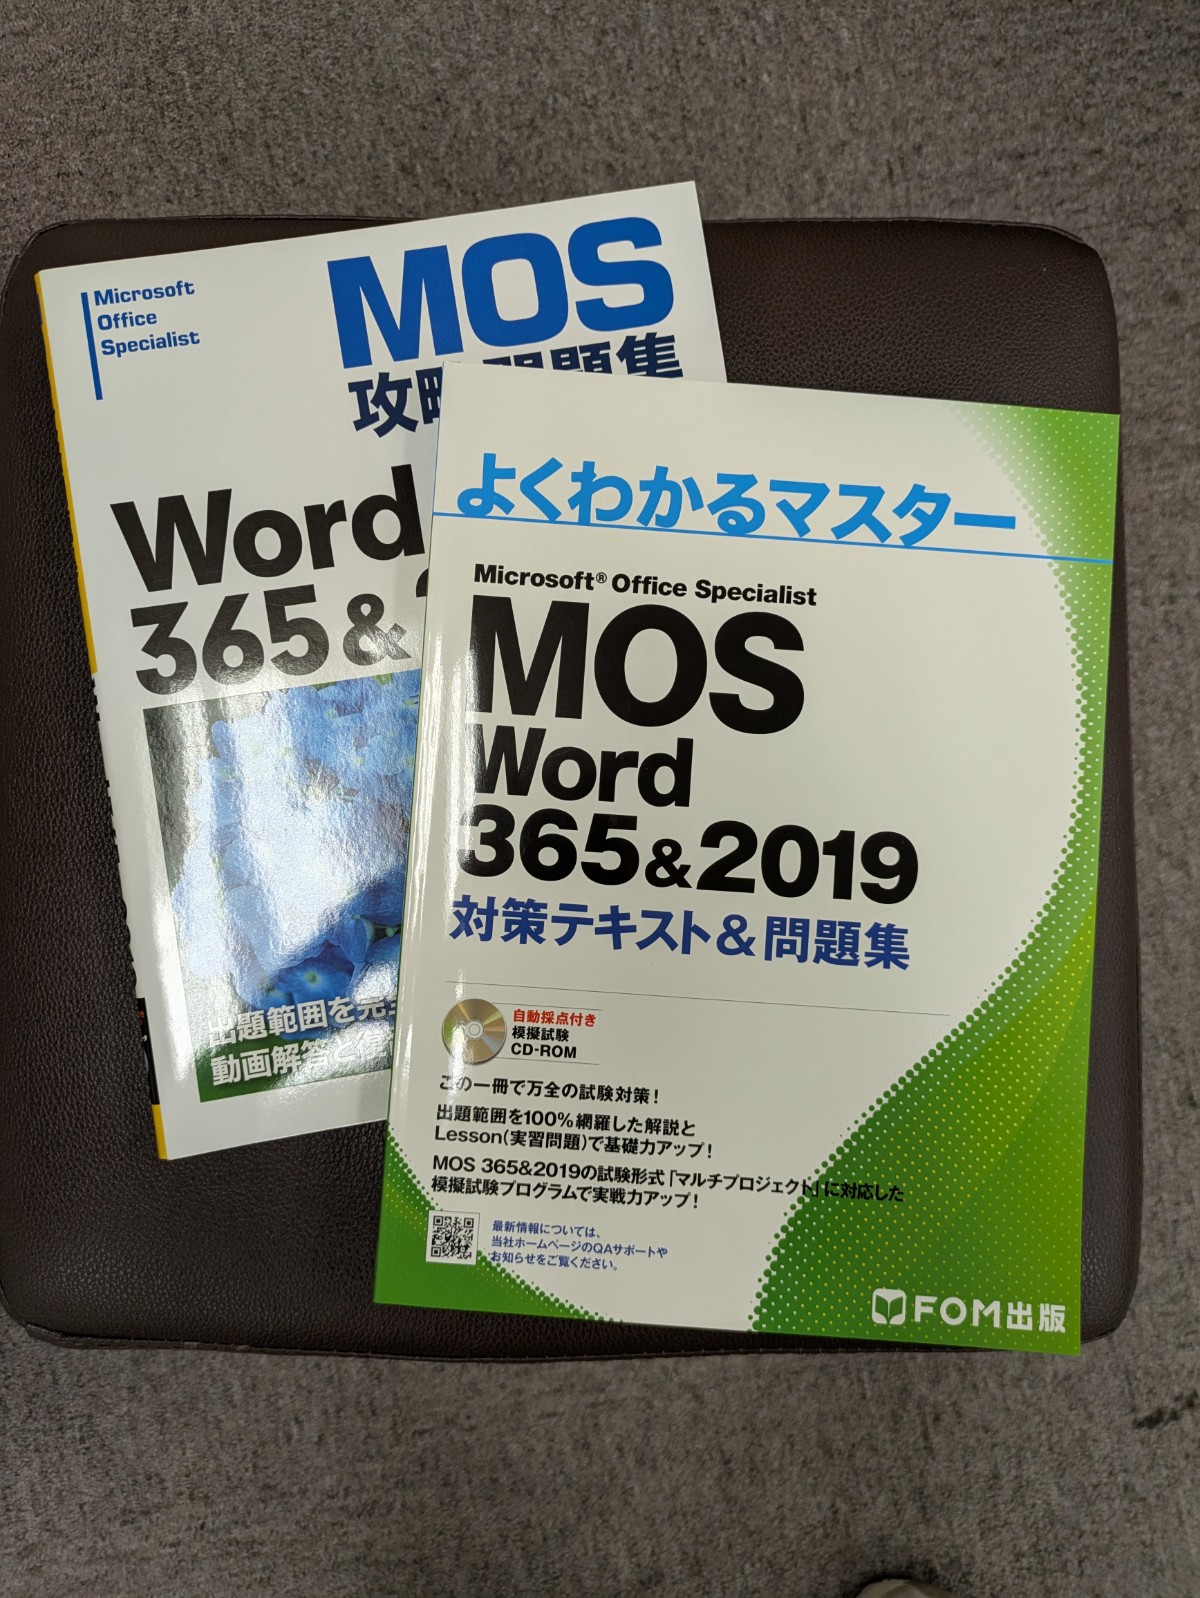 Microsoft
Office
Specialist
MOS
攻略問題集
Word
365&
出題範囲を完全
動画解答と
よくわかるマスター
Microsoft® Office Specialist
MOS
Word
365&2019
対策テキスト&問題集
自動採点付き
模擬試験
CD-ROM
この一冊で万全の試験対策!
出題範囲を100%網羅した解説と
Lesson(実習問題)で基礎力アップ!
MOS 365&2019の試験形式「マルチプロジェクト」に対応した
模擬試験プログラムで実戦力アップ!
最新情報については、
当社ホームページのQAサポートや
お知らせをご覧ください。
FOM出版